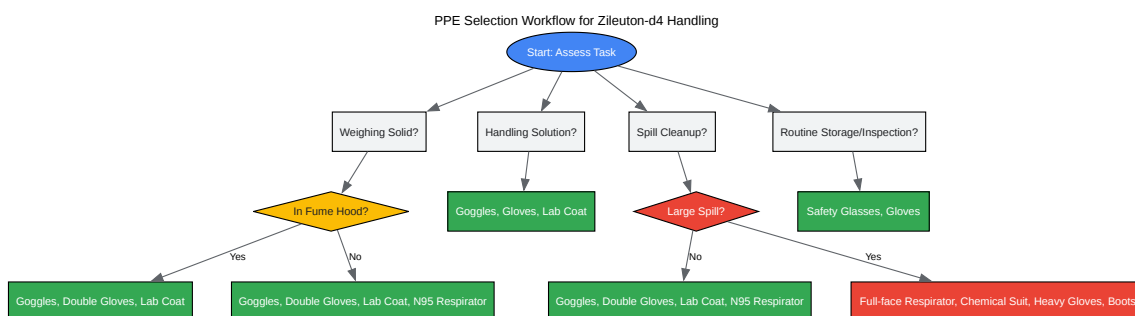 PPE Selection Workflow for Zileuton-d4 Handling
Start: Assess Task
Weighing Solid?
Handling Solution?
Spill Cleanup?
Routine Storage/Inspection?
In Fume Hood?
Goggles, Gloves, Lab Coat
Large Spill?
Safety Glasses, Gloves
Yes
No
No
Yes
Goggles, Double Gloves, Lab Coat
Goggles, Double Gloves, Lab Coat, N95 Respirator
Goggles, Double Gloves, Lab Coat, N95 Respirator
Full-face Respirator, Chemical Suit, Heavy Gloves, Boots